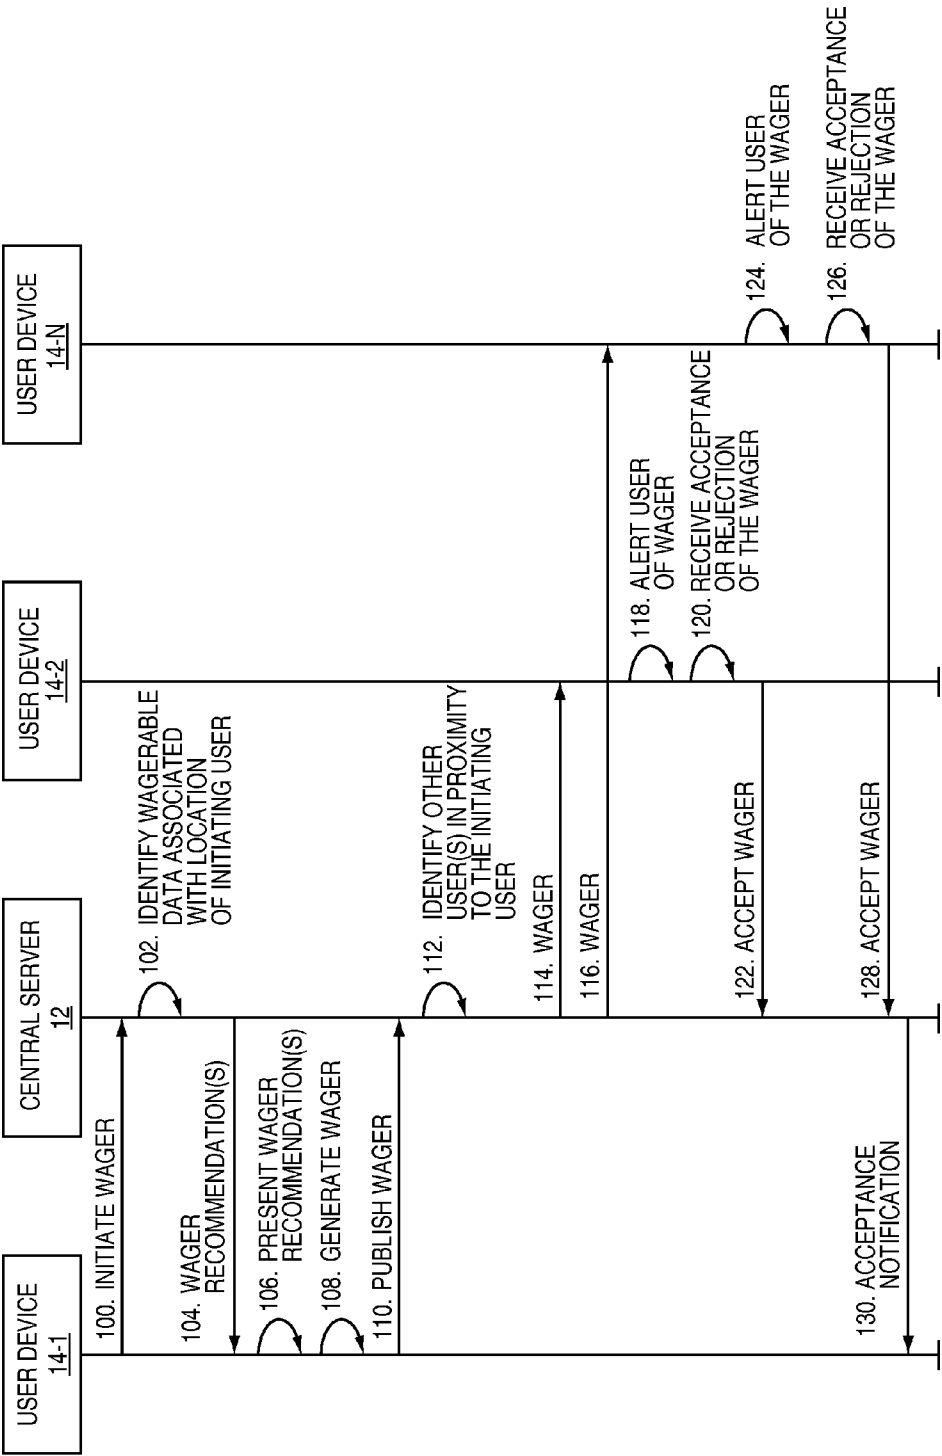 USER DEVICE
14-1
CENTRAL SERVER
12
USER DEVICE
14-2
USER DEVICE
14-N
100. INITIATE WAGER
102. IDENTIFY WAGERABLE
DATA ASSOCIATED
WITH LOCATION
OF INITIATING USER
104. WAGER
RECOMMENDATION(S)
106. PRESENT WAGER
RECOMMENDATION(S)
108. GENERATE WAGER
110. PUBLISH WAGER
112. IDENTIFY OTHER
USER(S) IN PROXIMITY
TO THE INITIATING
USER
114. WAGER
116. WAGER
118. ALERT USER
OF WAGER
120. RECEIVE ACCEPTANCE
OR REJECTION
OF THE WAGER
122. ACCEPT WAGER
124. ALERT USER
OF THE WAGER
126. RECEIVE ACCEPTANCE
OR REJECTION
OF THE WAGER
128. ACCEPT WAGER
130. ACCEPTANCE
NOTIFICATION